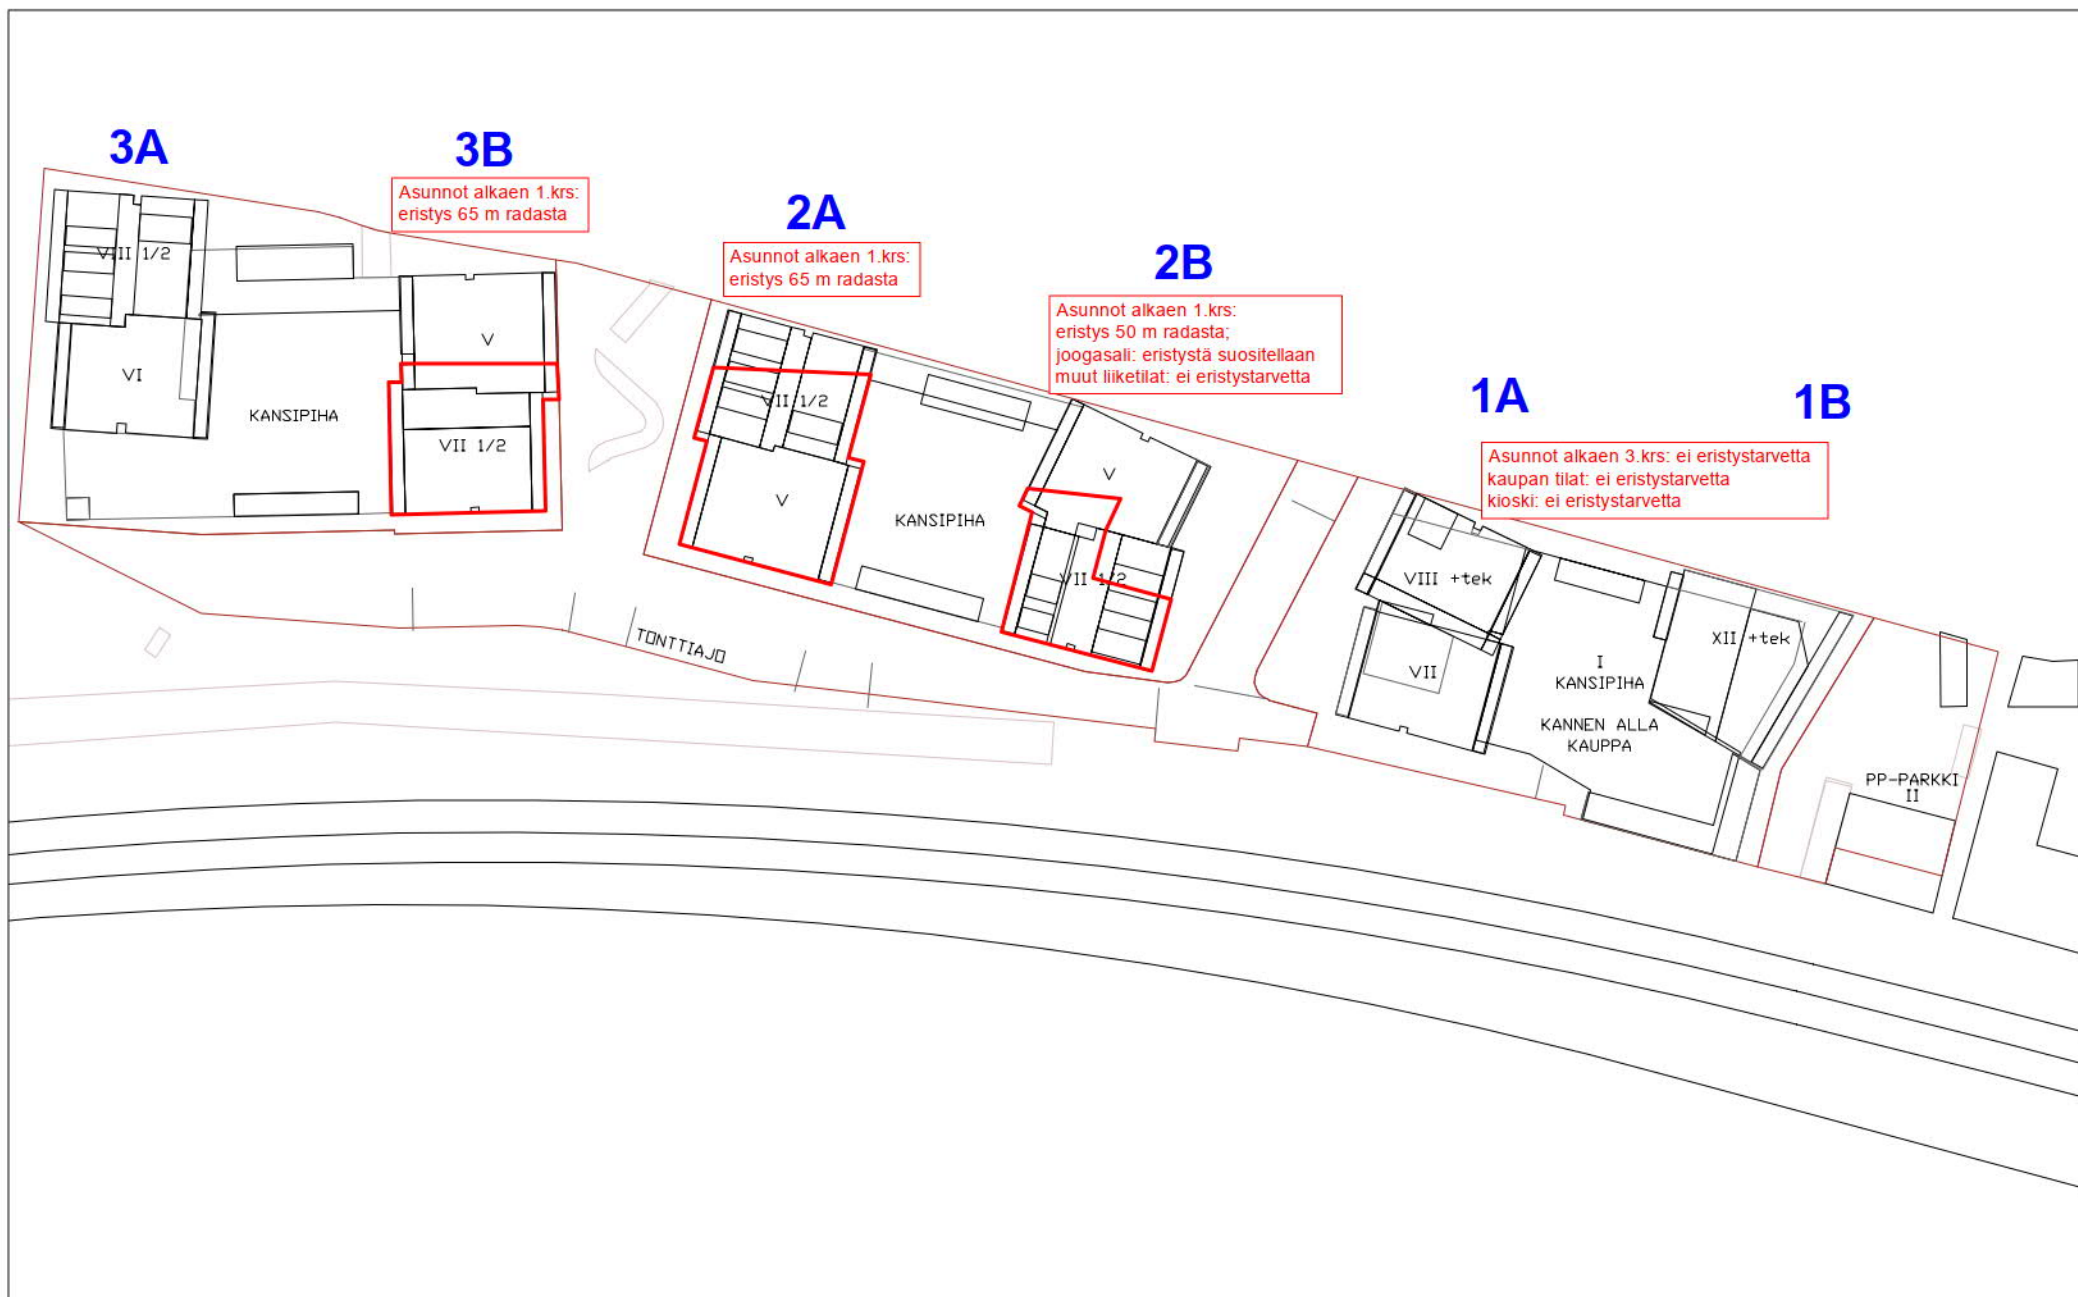 3A
3B
Asunnot alkaen 1.krs:
eristys 65 m radasta
2A
Asunnot alkaen 1.krs:
eristys 65 m radasta
2B
Asunnot alkaen 1.krs:
eristys 50 m radasta;
joogasali: eristystä suositellaan
muut liiketilat: ei eristystarvetta
1A
1B
Asunnot alkaen 3.krs: ei eristystarvetta
kaupan tilat: ei eristystarvetta
kioski: ei eristystarvetta
VIII 1/2
VI
KANSIPIHA
V
VII 1/2
VII 1/2
V
KANSIPIHA
V
VII 1/2
TONTTIAJO
VIII +tek
VII
I
KANSIPIHA
KANNEN ALLA
KAUPPA
XII +tek
PP-PARKKI
II